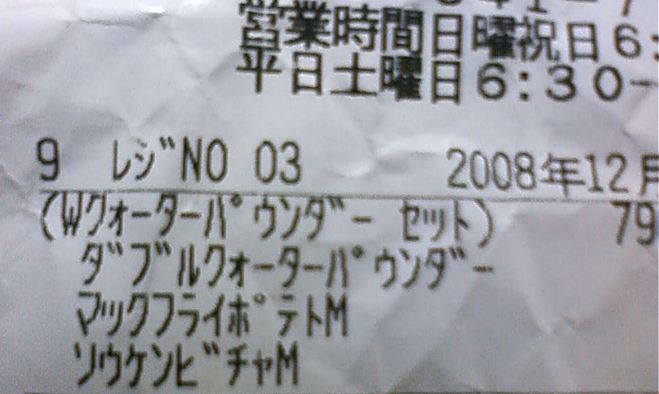 営業時間日曜祝日6:
平日土曜日6:30-
9 レジﾞNO 03 2008年12月
(Wクォーターパウンダー セット) 79
ダブルクォーターパウンダー
マックフライポテトM
ソウケンビチャM